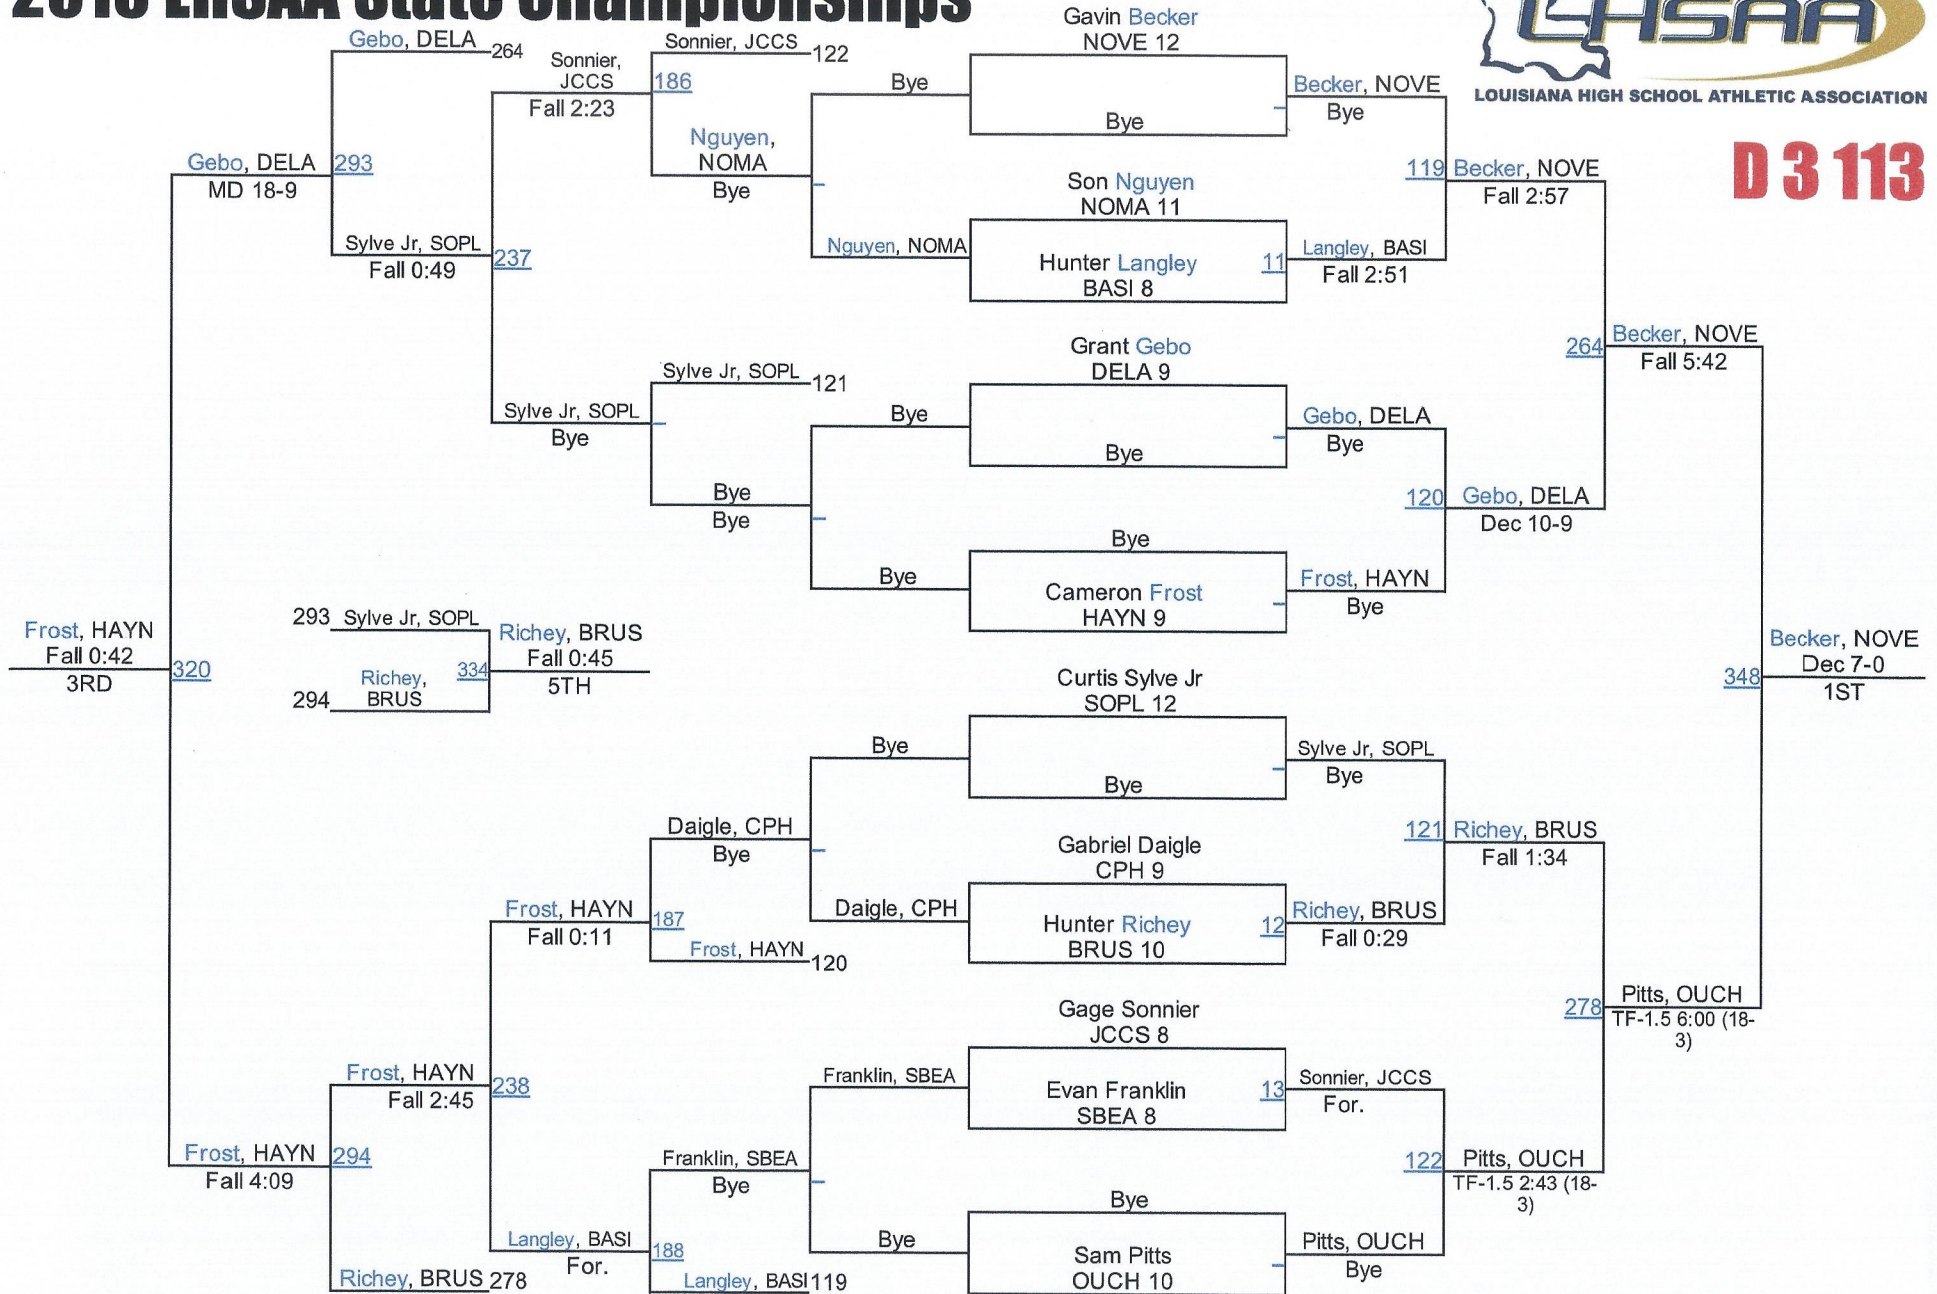 LHSAA State Championships
LHSAA
LOUISIANA HIGH SCHOOL ATHLETIC ASSOCIATION
D 3 113
Gebo, DELA
264
Gebo, DELA
MD 18-9
293
Sylve Jr, SOPL
Fall 0:49
Sonnier,
JCCS
Fall 2:23
237
Sylve Jr, SOPL
Bye
Sonnier, JCCS
122
186
Nguyen,
NOMA
Bye
Bye
Nguyen, NOMA
Sylve Jr, SOPL
121
Bye
Bye
Bye
Bye
Frost, HAYN
Fall 0:42
3RD
320
293
Sylve Jr, SOPL
294
Richey,
BRUS
334
Richey, BRUS
Fall 0:45
5TH
Bye
Daigle, CPH
Bye
Daigle, CPH
Frost, HAYN
Fall 0:11
187
Frost, HAYN
120
Frost, HAYN
Fall 2:45
238
Frost, HAYN
Fall 4:09
294
Richey, BRUS
278
Langley, BASI
For.
188
Franklin, SBEA
Franklin, SBEA
Bye
Bye
Langley, BASI
119
Gavin Becker
NOVE 12
Bye
Son Nguyen
NOMA 11
Hunter Langley
BASI 8
11
Grant Gebo
DELA 9
Bye
Bye
Cameron Frost
HAYN 9
Curtis Sylve Jr
SOPL 12
Bye
Gabriel Daigle
CPH 9
Hunter Richey
BRUS 10
12
Gage Sonnier
JCCS 8
Evan Franklin
SBEA 8
13
Bye
Sam Pitts
OUCH 10
Becker, NOVE
Bye
119
Becker, NOVE
Fall 2:57
Langley, BASI
Fall 2:51
264
Becker, NOVE
Fall 5:42
Gebo, DELA
Bye
120
Gebo, DELA
Dec 10-9
Frost, HAYN
Bye
348
Becker, NOVE
Dec 7-0
1ST
Sylve Jr, SOPL
Bye
121
Richey, BRUS
Fall 1:34
Richey, BRUS
Fall 0:29
278
Pitts, OUCH
TF-1.5 6:00 (18-
3)
Sonnier, JCCS
For.
122
Pitts, OUCH
TF-1.5 2:43 (18-
3)
Pitts, OUCH
Bye